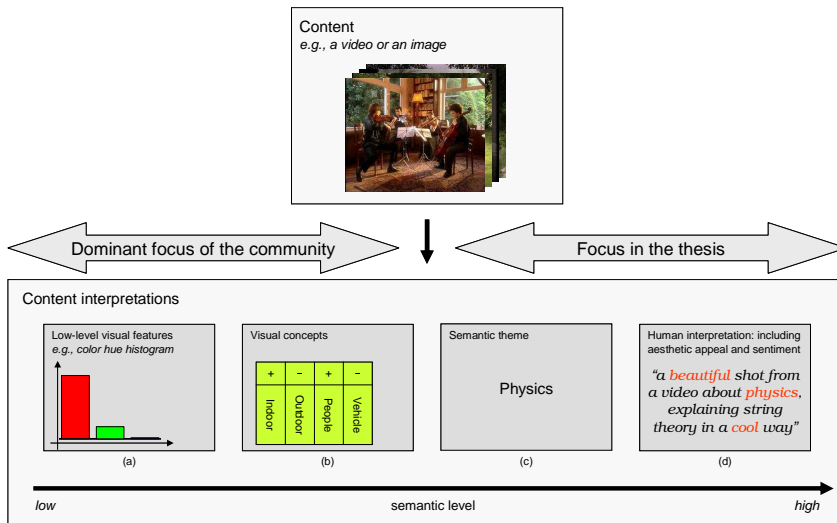 Content
e.g., a video or an image
Dominant focus of the community
Focus in the thesis
Content interpretations
Low-level visual features
e.g., color hue histogram
(a)
Visual concepts
+ − + −
Indoor
Outdoor
People
Vehicle
(b)
Semantic theme
Physics
(c)
Human interpretation: including
aesthetic appeal and sentiment
“a beautiful shot from
a video about physics,
explaining string
theory in a cool way”
(d)
low
semantic level
high